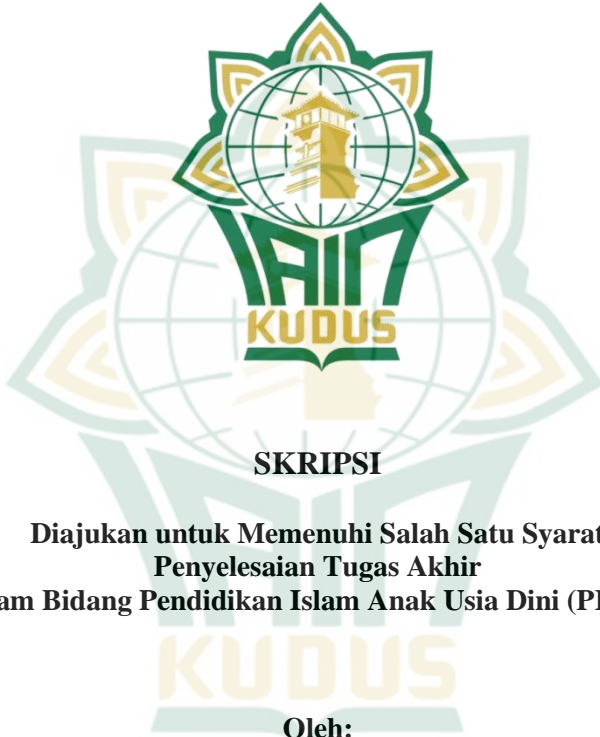 IAIN
KUDUS
SKRIPSI
Diajukan untuk Memenuhi Salah Satu Syarat
Penyelesaian Tugas Akhir
Bidang Pendidikan Islam Anak Usia Dini
KUDUS
Oleh: